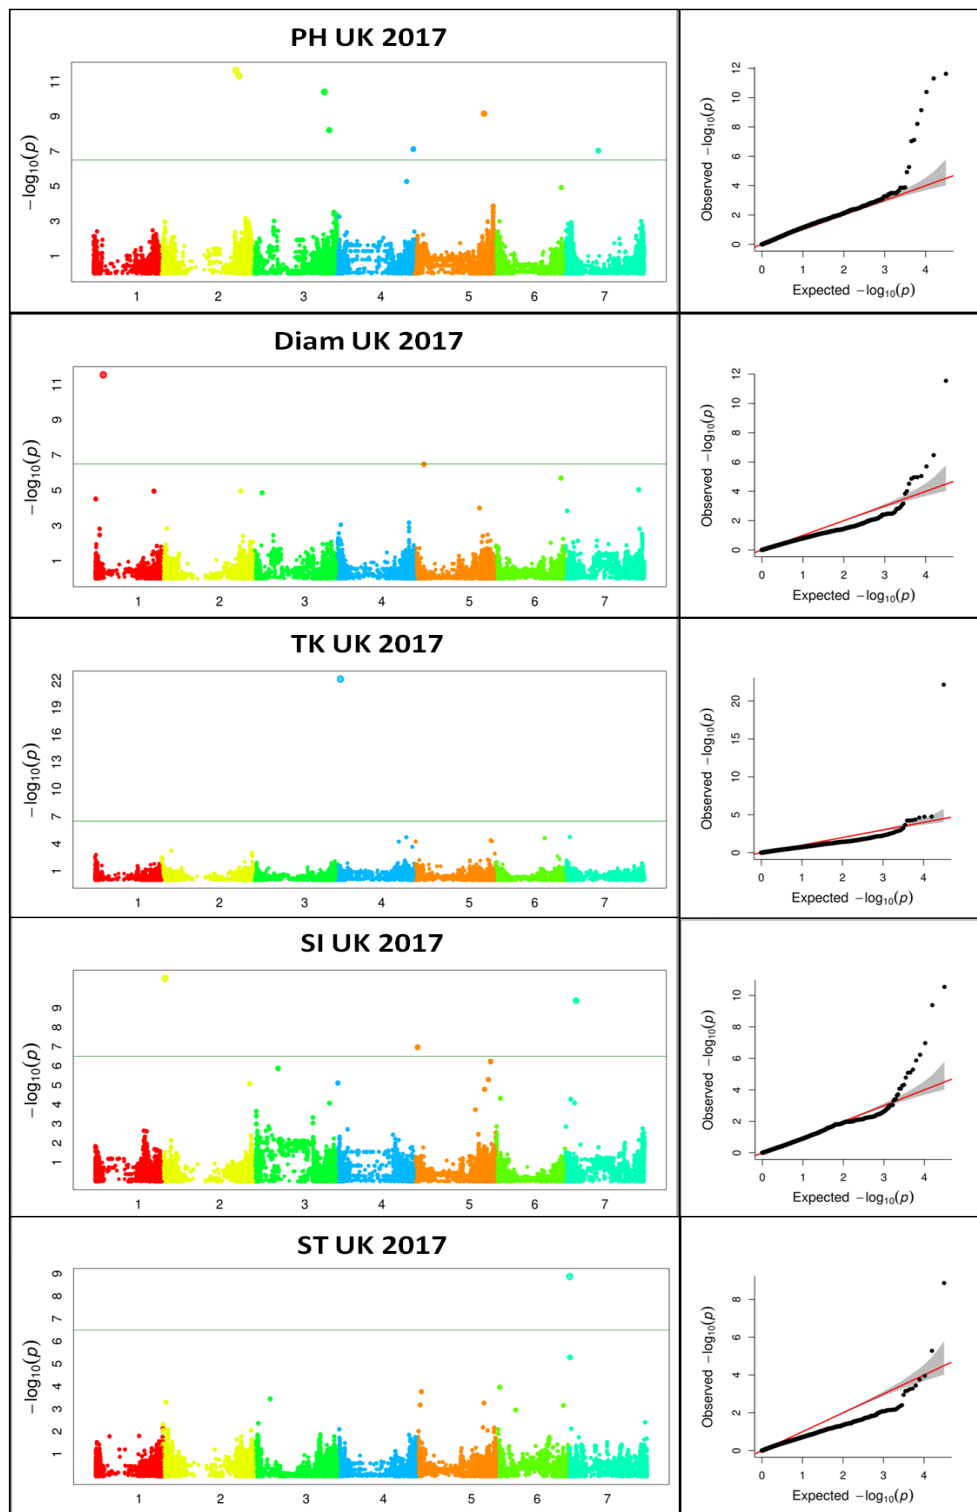 PH UK 2017
−log₁₀(p)
11
9
7
5
3
1
1 2 3 4 5 6 7
Observed −log₁₀(p)
12
10
8
6
4
2
0
0 1 2 3 4
Expected −log₁₀(p)
Diam UK 2017
−log₁₀(p)
11
9
7
5
3
1
1 2 3 4 5 6 7
Observed −log₁₀(p)
12
10
8
6
4
2
0
0 1 2 3 4
Expected −log₁₀(p)
TK UK 2017
−log₁₀(p)
22
19
16
13
10
7
4
1
1 2 3 4 5 6 7
Observed −log₁₀(p)
20
15
10
5
0
0 1 2 3 4
Expected −log₁₀(p)
SI UK 2017
−log₁₀(p)
9
8
7
6
5
4
3
2
1
1 2 3 4 5 6 7
Observed −log₁₀(p)
10
8
6
4
2
0
0 1 2 3 4
Expected −log₁₀(p)
ST UK 2017
−log₁₀(p)
9
8
7
6
5
4
3
2
1
1 2 3 4 5 6 7
Observed −log₁₀(p)
8
6
4
2
0
0 1 2 3 4
Expected −log₁₀(p)